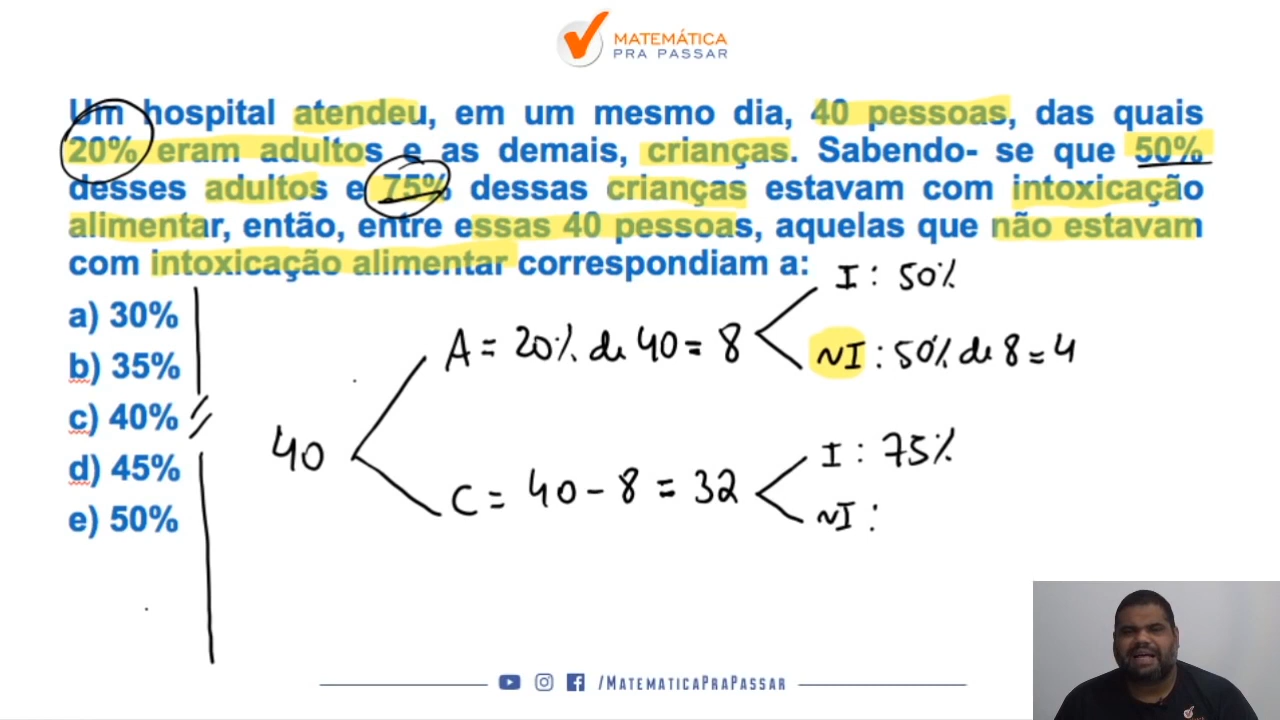 MATEMÁTICA
PRA PASSAR
Um hospital atendeu, em um mesmo dia, 40 pessoas, das quais
20% eram adultos e as demais, crianças. Sabendo- se que 50%
desses adultos e 75% dessas crianças estavam com intoxicação
alimentar, então, entre essas 40 pessoas, aquelas que não estavam
com intoxicação alimentar correspondiam a:
a) 30%
b) 35%
c) 40%
d) 45%
e) 50%
I : 50%
A = 20% de 40 = 8
NI : 50% de 8 = 4
40
I : 75%
C = 40 - 8 = 32
NI :
/MATEMATICAPRAPASSAR